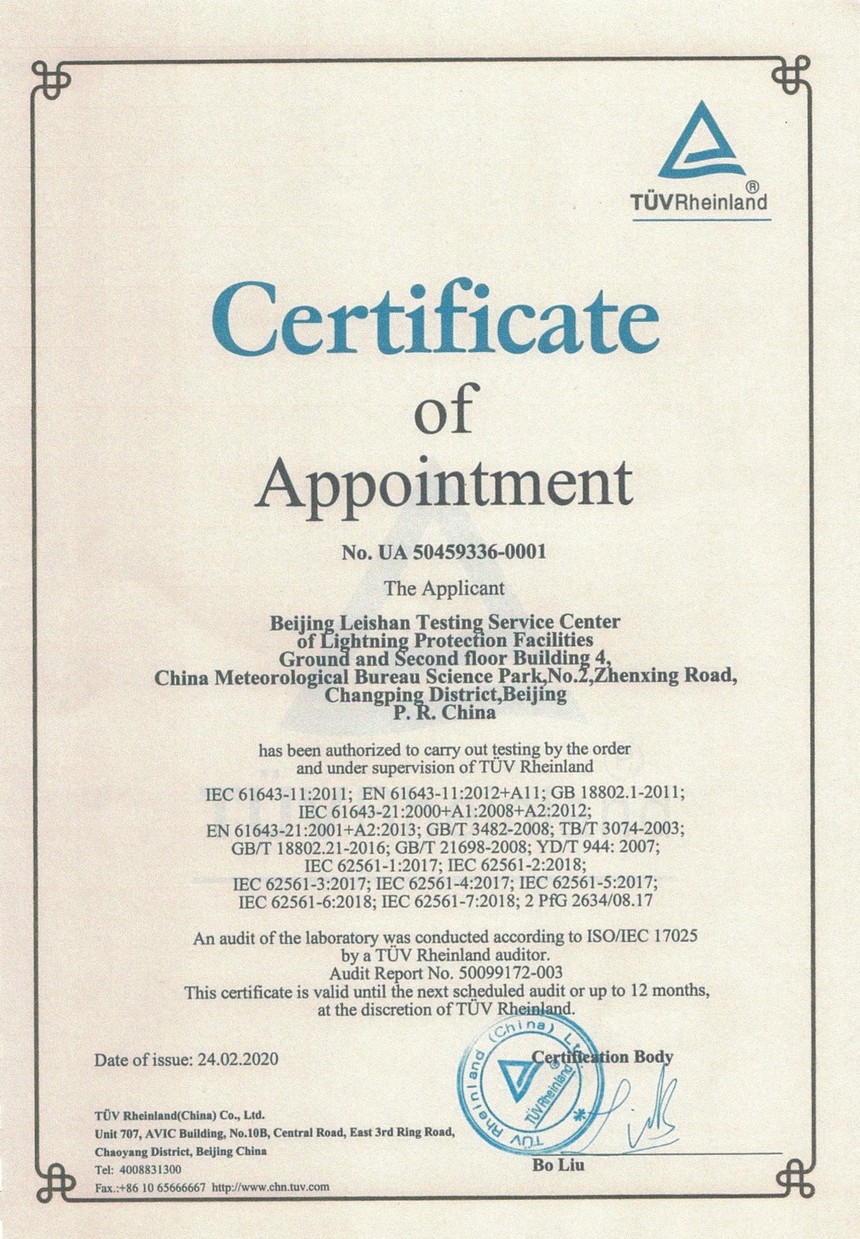 TÜVRheinland®
Certificate
of
Appointment
No. UA 50459336-0001
The Applicant
Beijing Leishan Testing Service Center
of Lightning Protection Facilities
Ground and Second floor Building 4,
China Meteorological Bureau Science Park,No.2,Zhenxing Road,
Changping District,Beijing
P. R. China
has been authorized to carry out testing by the order
and under supervision of TÜV Rheinland
IEC 61643-11:2011; EN 61643-11:2012+A11; GB 18802.1-2011;
IEC 61643-21:2000+A1:2008+A2:2012;
EN 61643-21:2001+A2:2013; GB/T 3482-2008; TB/T 3074-2003;
GB/T 18802.21-2016; GB/T 21698-2008; YD/T 944: 2007;
IEC 62561-1:2017; IEC 62561-2:2018;
IEC 62561-3:2017; IEC 62561-4:2017; IEC 62561-5:2017;
IEC 62561-6:2018; IEC 62561-7:2018; 2 PfG 2634/08.17
An audit of the laboratory was conducted according to ISO/IEC 17025
by a TÜV Rheinland auditor.
Audit Report No. 50099172-003
This certificate is valid until the next scheduled audit or up to 12 months,
at the discretion of TÜV Rheinland.
Date of issue: 24.02.2020
Certification Body
TÜV Rheinland (China) Ltd.
TÜVRheinland®
Bo Liu
TÜV Rheinland(China) Co., Ltd.
Unit 707, AVIC Building, No.10B, Central Road, East 3rd Ring Road,
Chaoyang District, Beijing China
Tel: 4008831300
Fax.:+86 10 65666667 http://www.chn.tuv.com